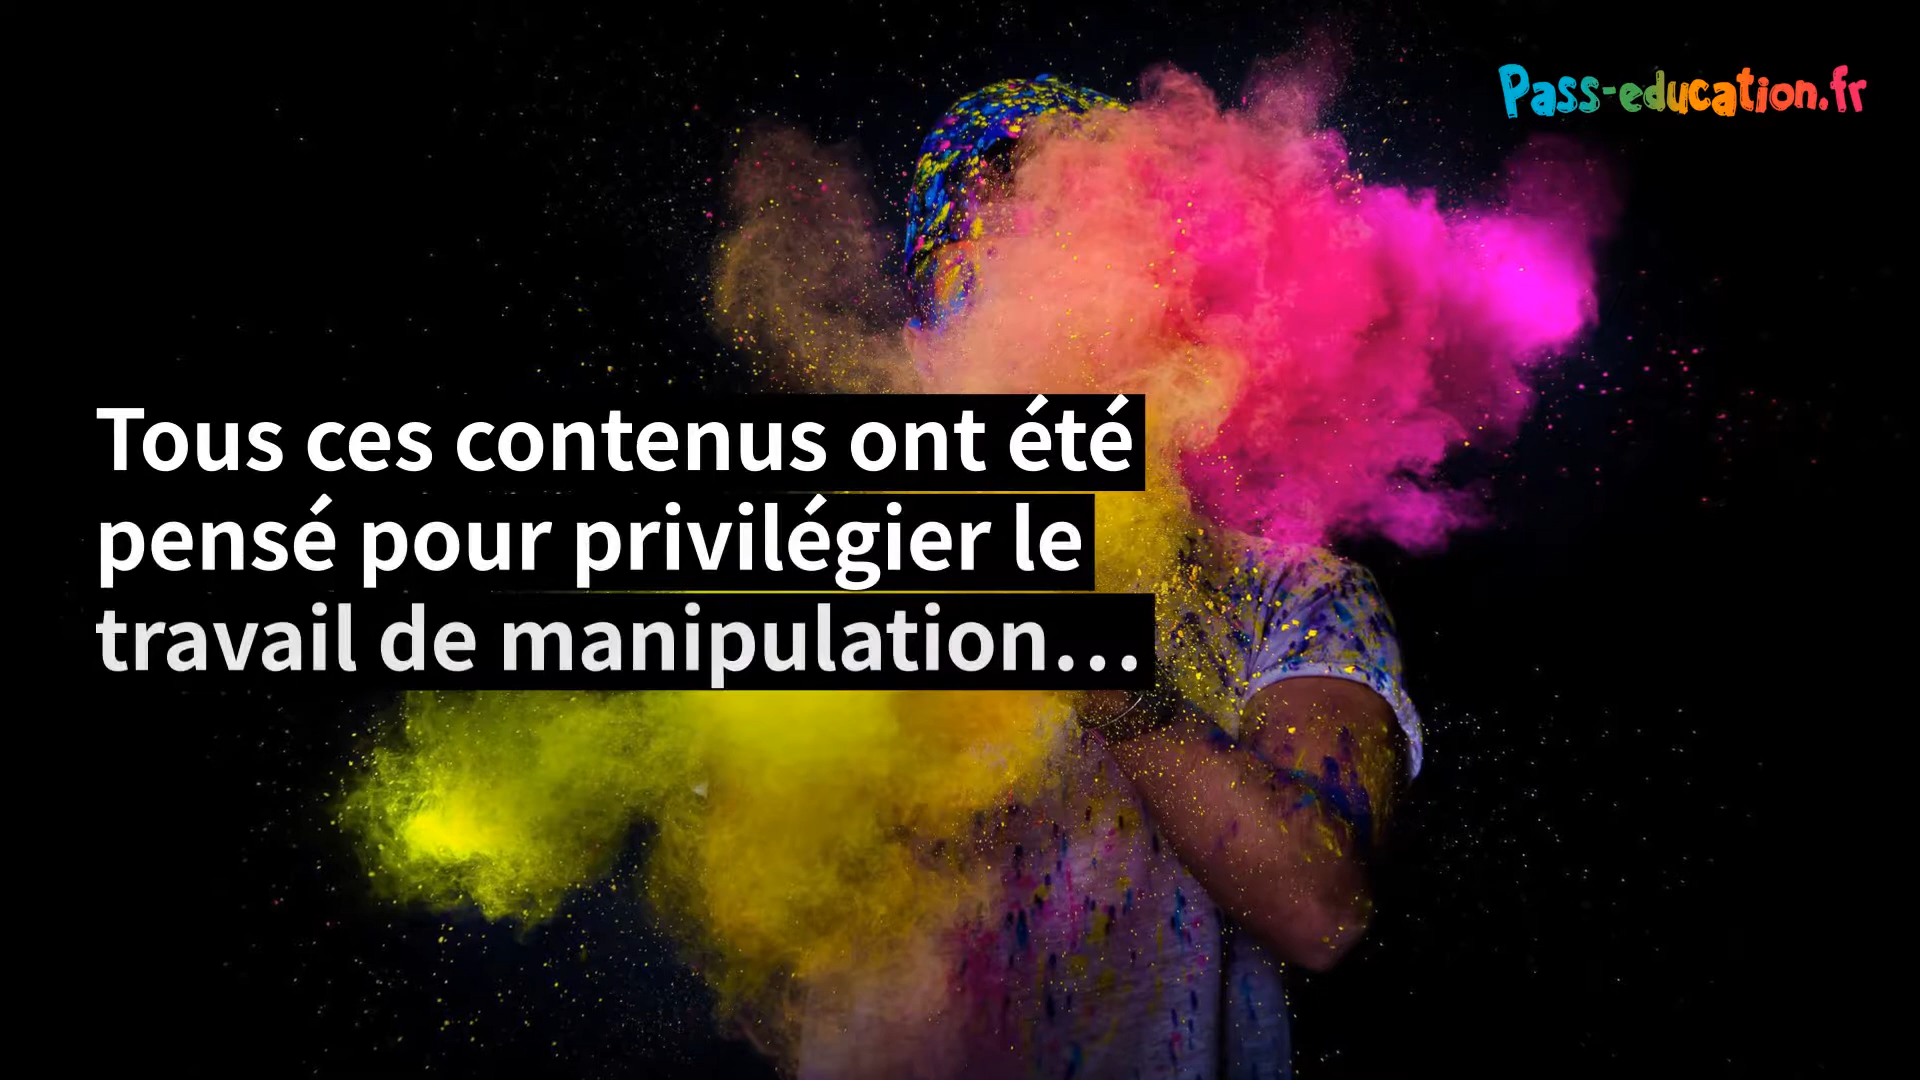 Pass-education.fr
Tous ces contenus ont été
pensé pour privilégier le
travail de manipulation…